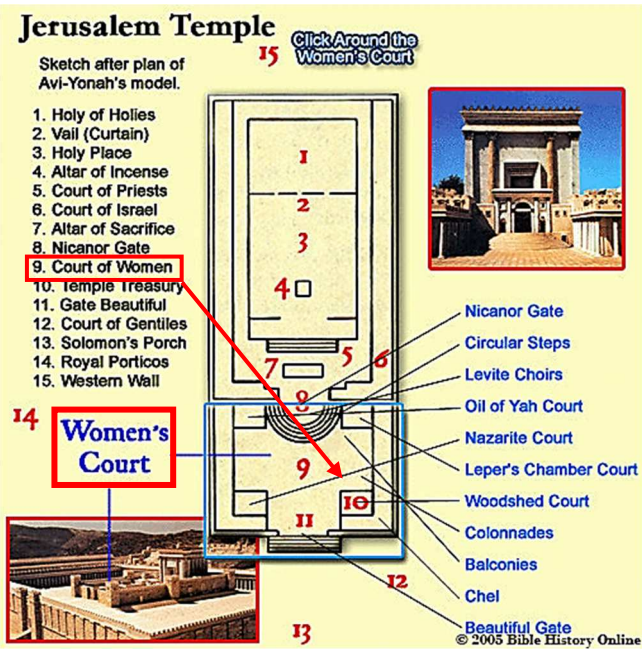 Jerusalem Temple
15
Click Around the
Women's Court
Sketch after plan of
Avi-Yonah's model.
1. Holy of Holies
2. Vail (Curtain)
3. Holy Place
4. Altar of Incense
5. Court of Priests
6. Court of Israel
7. Altar of Sacrifice
8. Nicanor Gate
9. Court of Women
10. Temple Treasury
11. Gate Beautiful
12. Court of Gentiles
13. Solomon's Porch
14. Royal Porticos
15. Western Wall
1
2
3
4
5
6
7
8
9
10
11
12
13
14
Women's
Court
Nicanor Gate
Circular Steps
Levite Choirs
Oil of Yah Court
Nazarite Court
Leper's Chamber Court
Woodshed Court
Colonnades
Balconies
Chel
Beautiful Gate
© 2005 Bible History Online